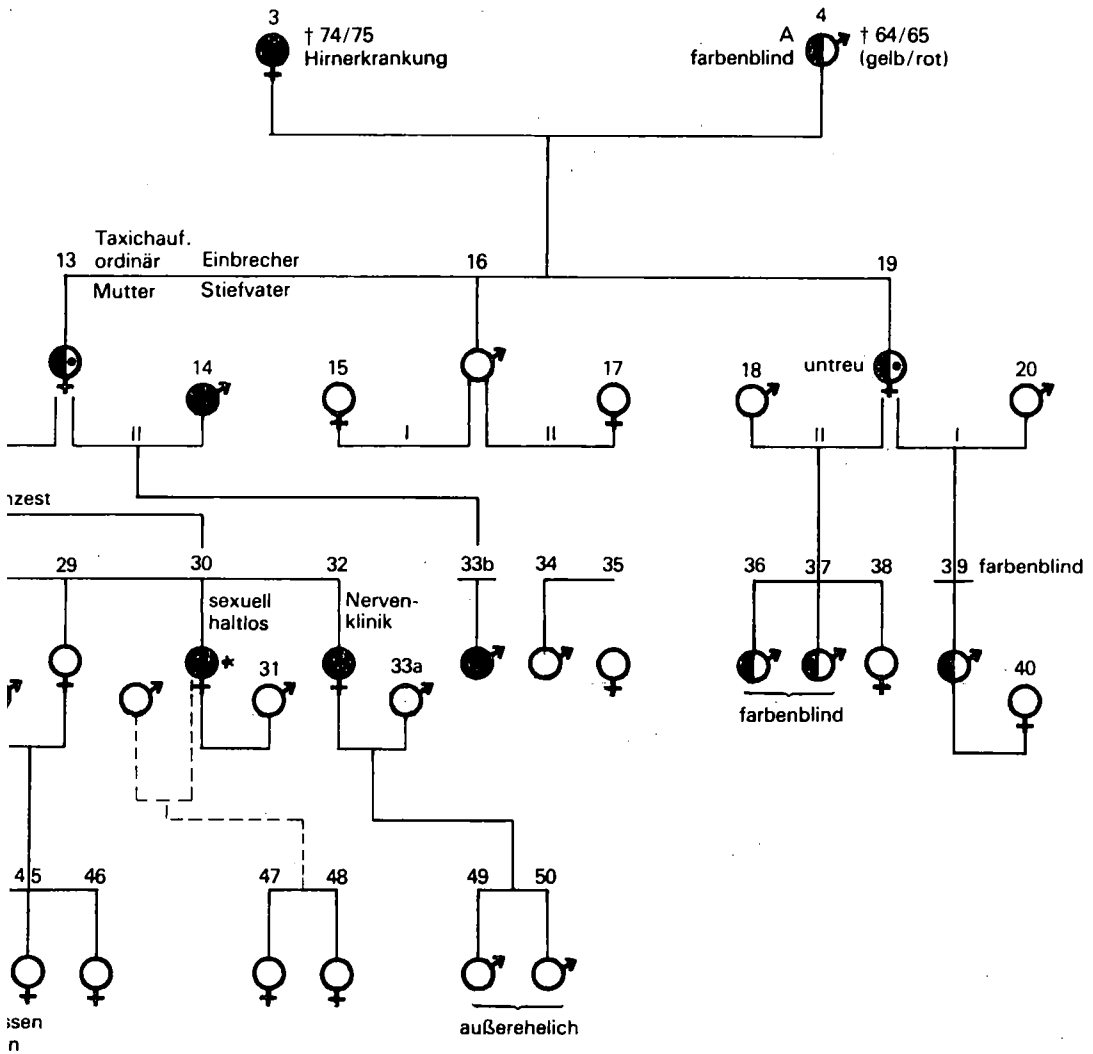 3
4
† 74/75
Hirnerkrankung
A
farbenblind
† 64/65
(gelb/rot)
13
Taxichauf.
ordinär
Einbrecher
Mutter
Stiefvater
16
19
14
15
17
18
untreu
20
II
I
II
II
I
nzest
29
30
32
33b
34
35
36
37
38
39
farbenblind
sexuell
haltlos
Nerven-
klinik
*
31
33a
40
farbenblind
45
46
47
48
49
50
ssen
n
außerehelich